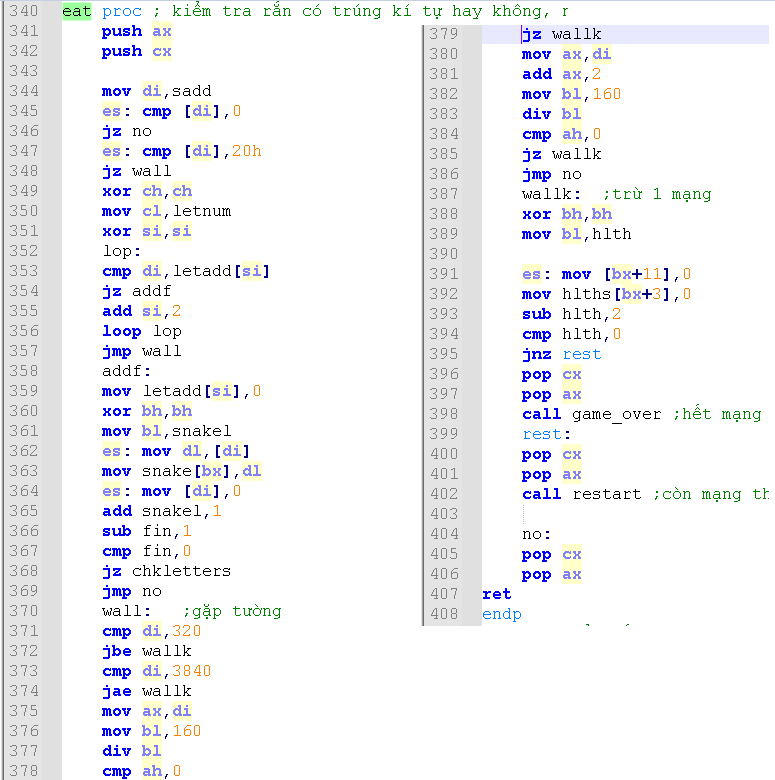 340 eat proc ; kiểm tra rắn có trúng kí tự hay không, r
341 push ax
342 push cx
343
344 mov di,sadd
345 es: cmp [di],0
346 jz no
347 es: cmp [di],20h
348 jz wall
349 xor ch,ch
350 mov cl,letnum
351 xor si,si
352 lop:
353 cmp di,letadd[si]
354 jz addf
355 add si,2
356 loop lop
357 jmp wall
358 addf:
359 mov letadd[si],0
360 xor bh,bh
361 mov bl,snakel
362 es: mov dl,[di]
363 mov snake[bx],dl
364 es: mov [di],0
365 add snakel,1
366 sub fin,1
367 cmp fin,0
368 jz chkletters
369 jmp no
370 wall: ;gặp tường
371 cmp di,320
372 jbe wallk
373 cmp di,3840
374 jae wallk
375 mov ax,di
376 mov bl,160
377 div bl
378 cmp ah,0
379 jz wallk
380 mov ax,di
381 add ax,2
382 mov bl,160
383 div bl
384 cmp ah,0
385 jz wallk
386 jmp no
387 wallk: ;trừ 1 mạng
388 xor bh,bh
389 mov bl,hlth
390
391 es: mov [bx+11],0
392 mov hlths[bx+3],0
393 sub hlth,2
394 cmp hlth,0
395 jnz rest
396 pop cx
397 pop ax
398 call game_over ;hết mạng
399 rest:
400 pop cx
401 pop ax
402 call restart ;còn mạng th
403
404 no:
405 pop cx
406 pop ax
407 ret
408 endp